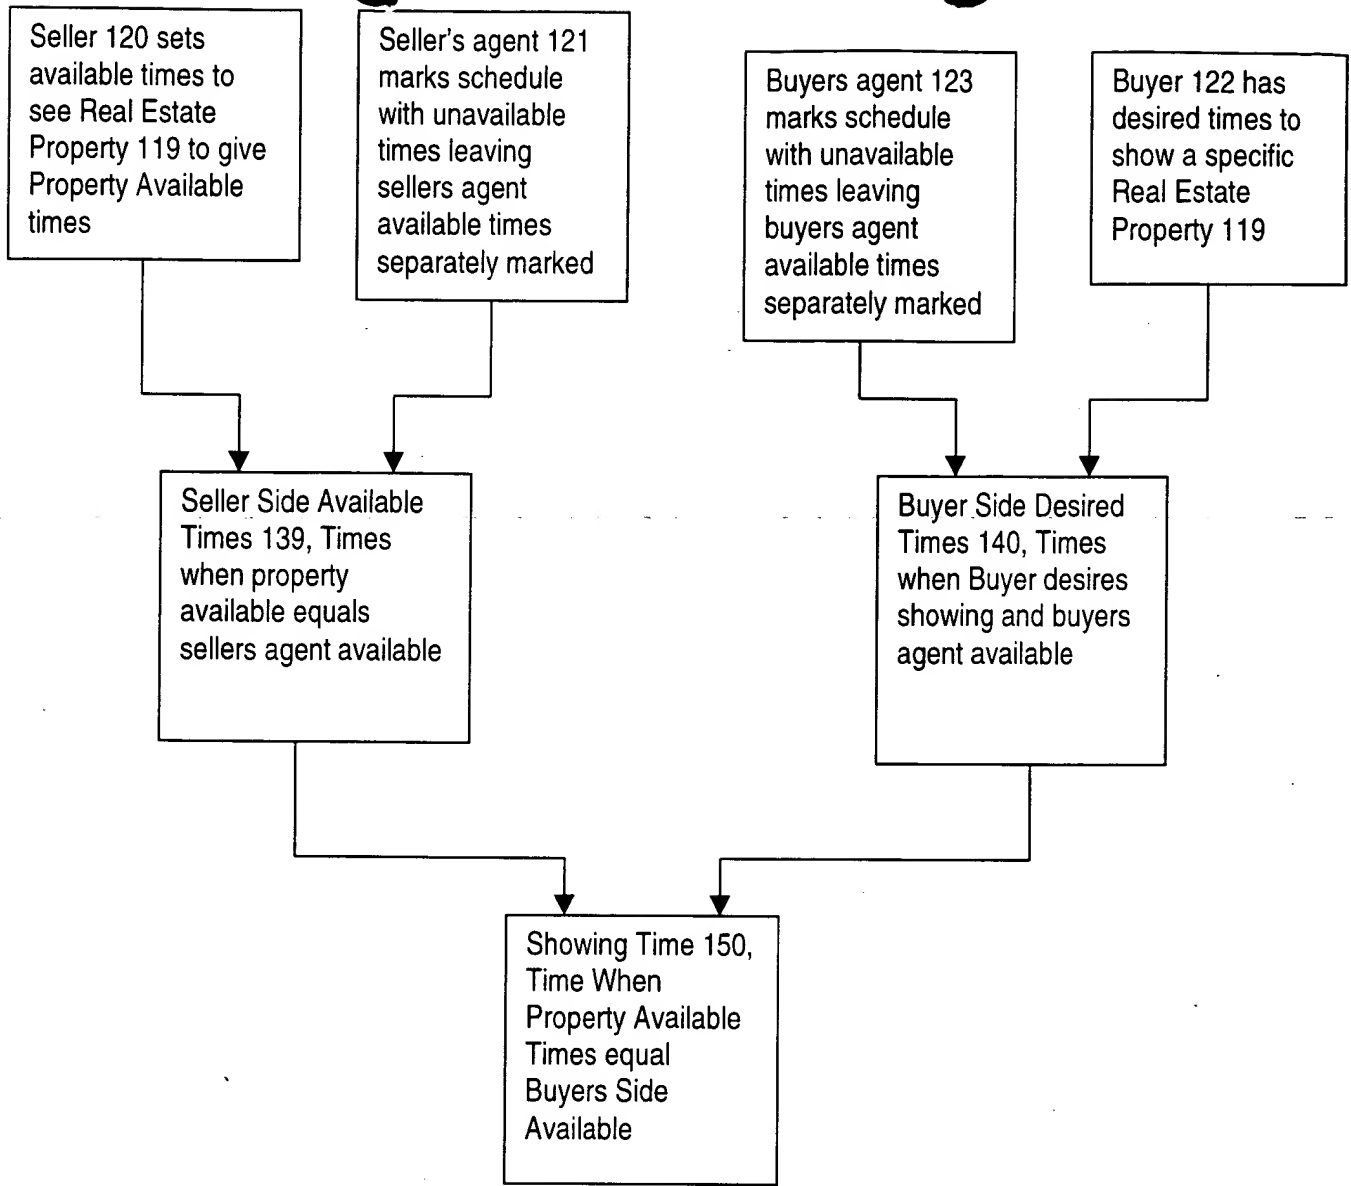 Seller 120 sets
available times to
see Real Estate
Property 119 to give
Property Available
times
Seller's agent 121
marks schedule
with unavailable
times leaving
sellers agent
available times
separately marked
Buyers agent 123
marks schedule
with unavailable
times leaving
buyers agent
available times
separately marked
Buyer 122 has
desired times to
show a specific
Real Estate
Property 119
Seller Side Available
Times 139, Times
when property
available equals
sellers agent available
Buyer Side Desired
Times 140, Times
when Buyer desires
showing and buyers
agent available
Showing Time 150,
Time When
Property Available
Times equal
Buyers Side
Available